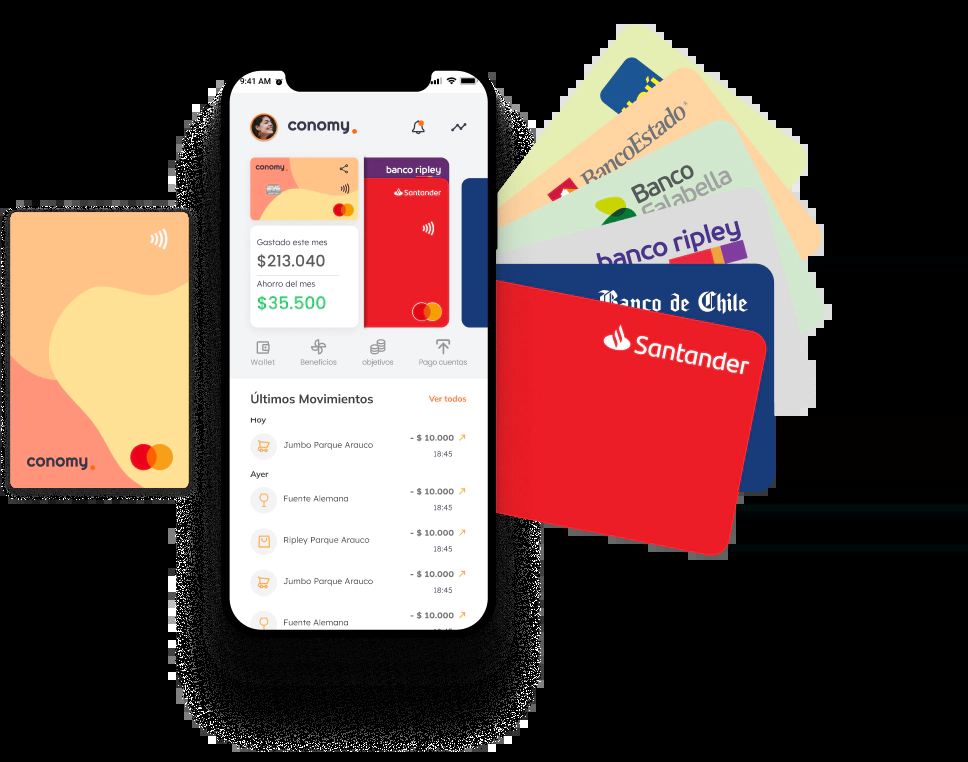 9:41 AM
conomy.
conomy.
banco ripley
Santander
Gastado este mes
$213.040
Ahorro del mes
$35.500
Wallet
Beneficios
objetivos
Pago cuentas
Últimos Movimientos
Ver todos
Hoy
Jumbo Parque Arauco
- $ 10.000
18:45
Ayer
Fuente Alemana
- $ 10.000
18:45
Ripley Parque Arauco
- $ 10.000
18:45
Jumbo Parque Arauco
- $ 10.000
18:45
Fuente Alemana
- $ 10.000
conomy.
BancoEstado®
Banco
Falabella
banco ripley
Banco de Chile
Santander